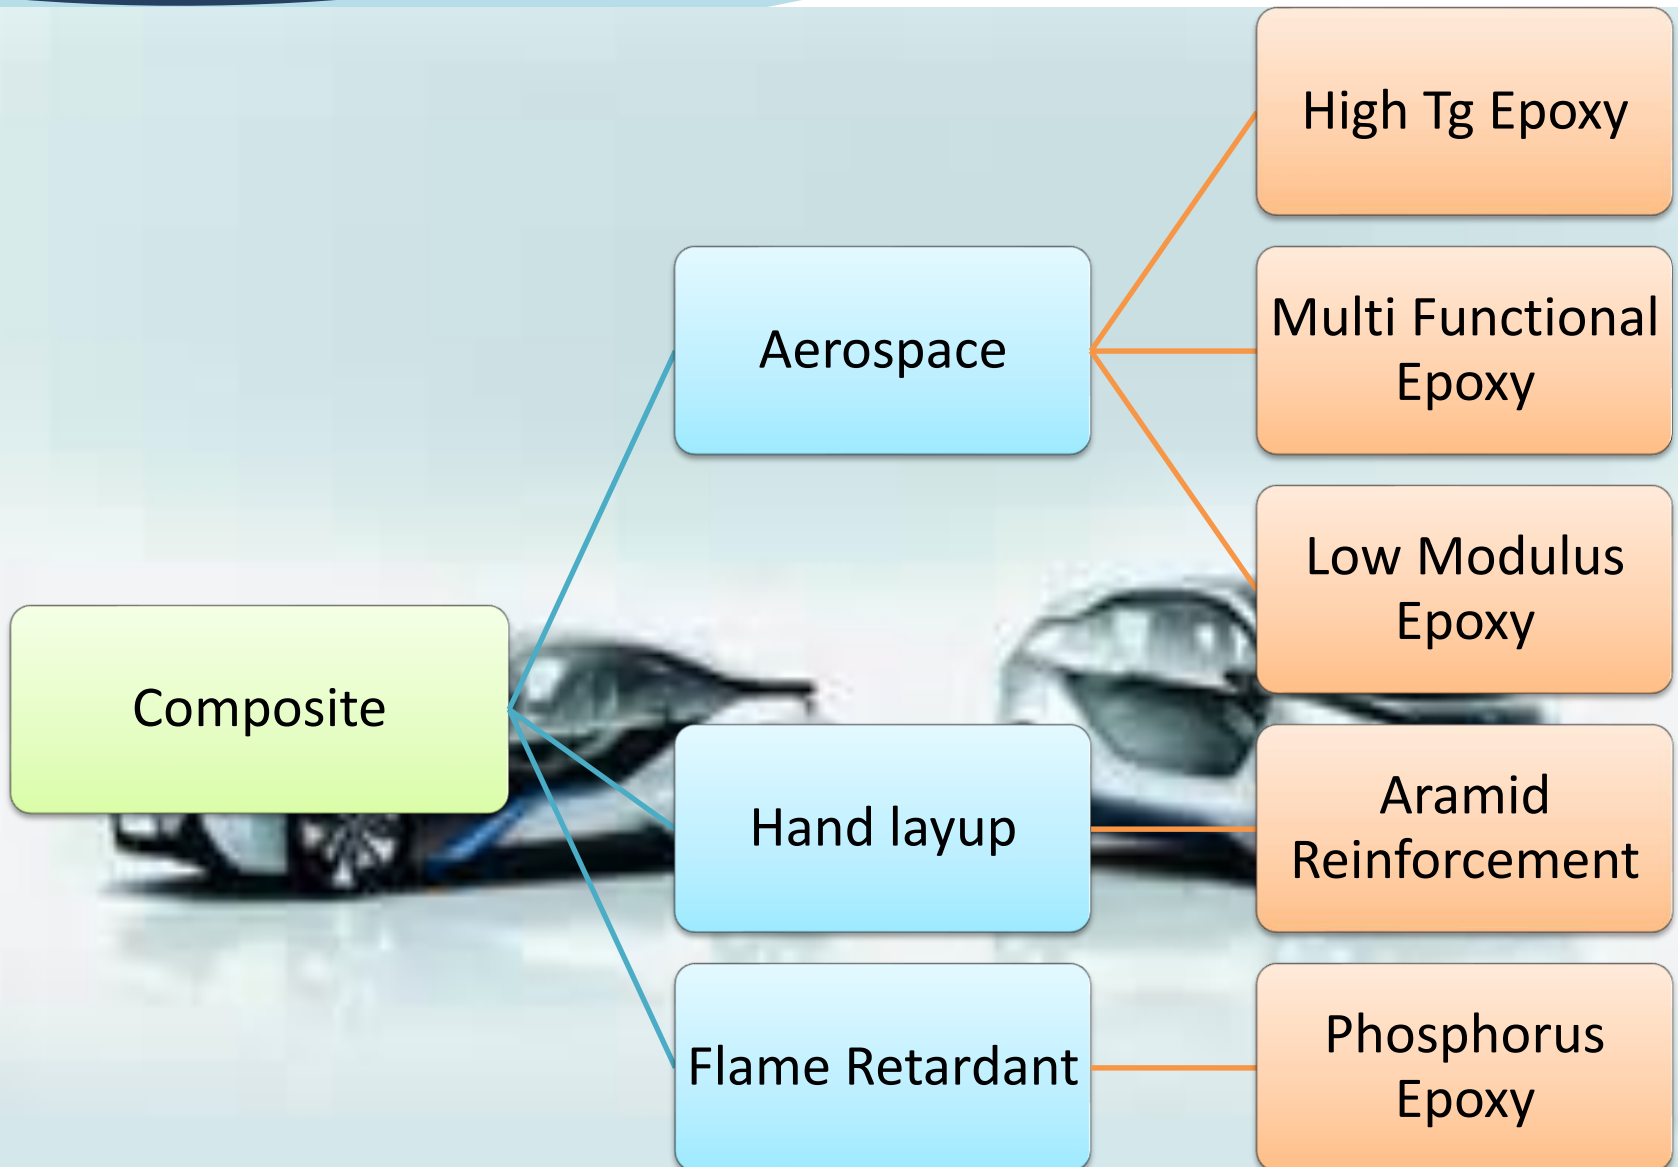 High Tg Epoxy
Multi Functional
Epoxy
Aerospace
Low Modulus
Epoxy
Composite
Aramid
Reinforcement
Hand layup
Phosphorus
Epoxy
Flame Retardant